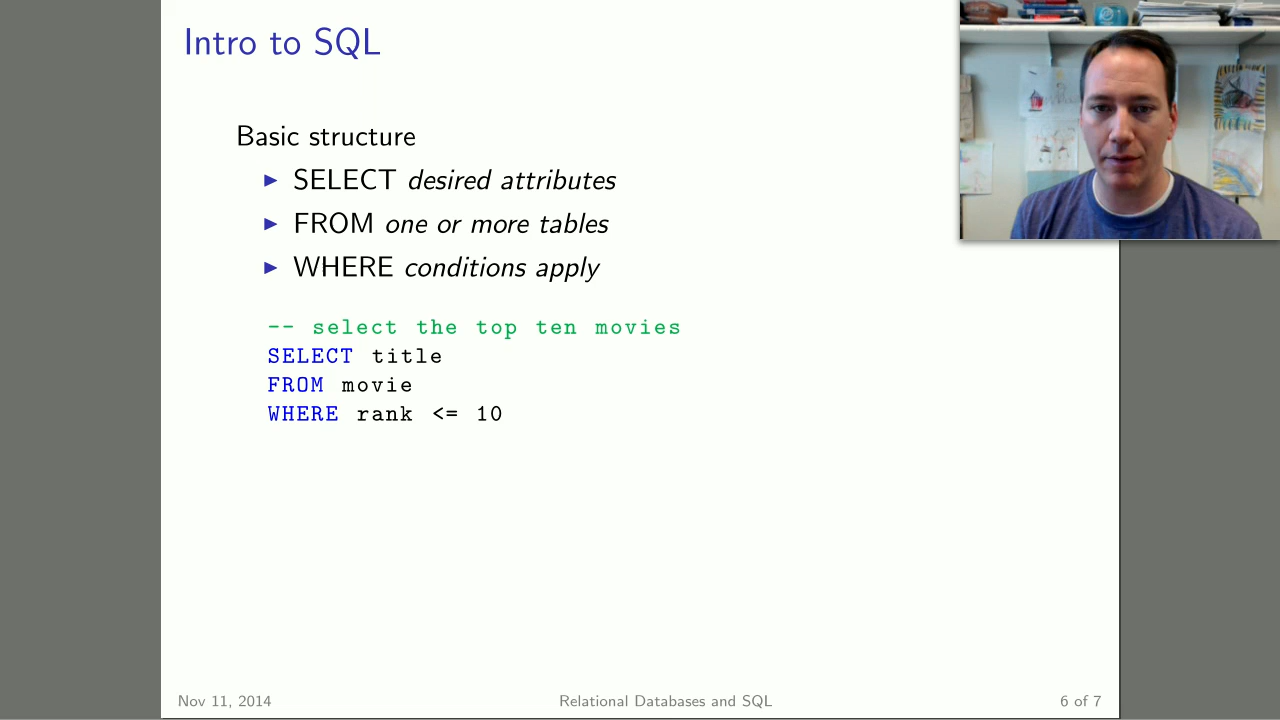 Intro to SQL
Basic structure
SELECT desired attributes
FROM one or more tables
WHERE conditions apply
-- select the top ten movies
SELECT title
FROM movie
WHERE rank <= 10
Nov 11, 2014
Relational Databases and SQL
6 of 7